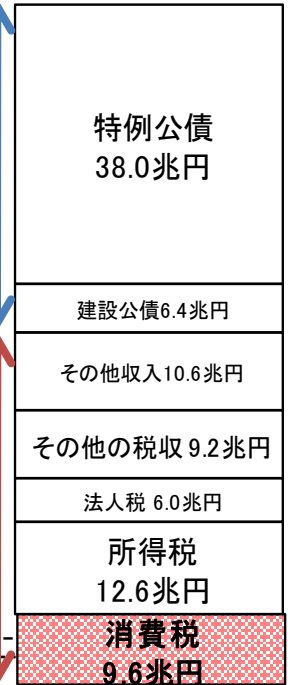 特例公債
38.0兆円
建設公債6.4兆円
その他収入10.6兆円
その他の税収 9.2兆円
法人税 6.0兆円
所得税
12.6兆円
消費税
9.6兆円